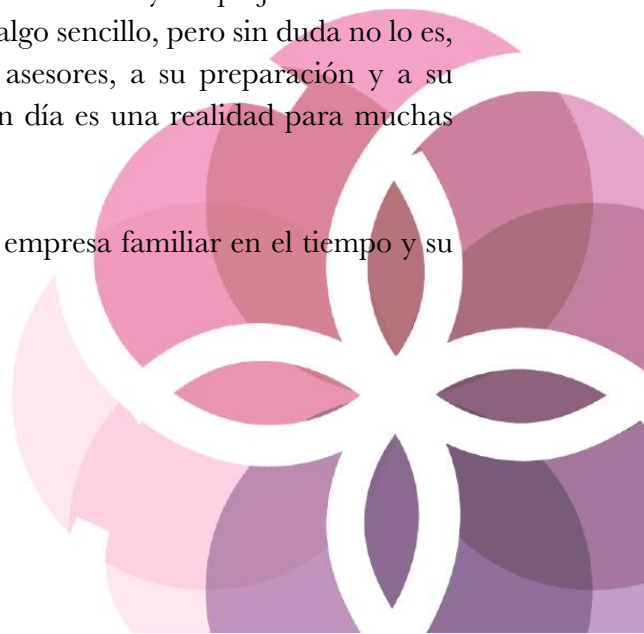 algo sencillo, pero sin duda no lo es,
asesores, a su preparación y a su
día es una realidad para muchas
empresa familiar en el tiempo y su